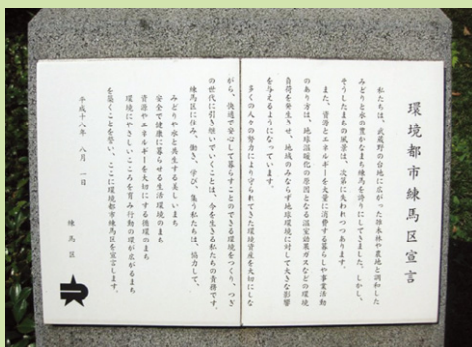 環境都市練馬区宣言
私たちは、武蔵野の台地に広がった雑木林や農地と調和した
みどりと水の豊かなまち練馬を誇りにしてきました。しかし、
そうしたまちの風景は、次第に失われつつあります。
また、資源とエネルギーを大量に消費する暮らしや事業活動
のあり方は、地球温暖化の原因となる温室効果ガスなどの環境
負荷を発生させ、地域のみならず地球環境に対して大きな影響
を与えるようになっています。
多くの人々の努力により守られてきた環境資産を大切にしな
がら、快適で安心して暮らすことのできる環境をつくり、つぎ
の世代に引き継いでいくことは、今を生きる私たちの責務です。
練馬区に住み、働き、学び、集う私たちは、協力して、
みどりや水と共生する美しいまち
安全で健康に暮らせる生活環境のまち
資源やエネルギーを大切にする循環のまち
環境にやさしいこころを育み行動の環が広がるまち
を築くことを誓い、ここに環境都市練馬区を宣言します。
平成十八年 月 一日
練馬区